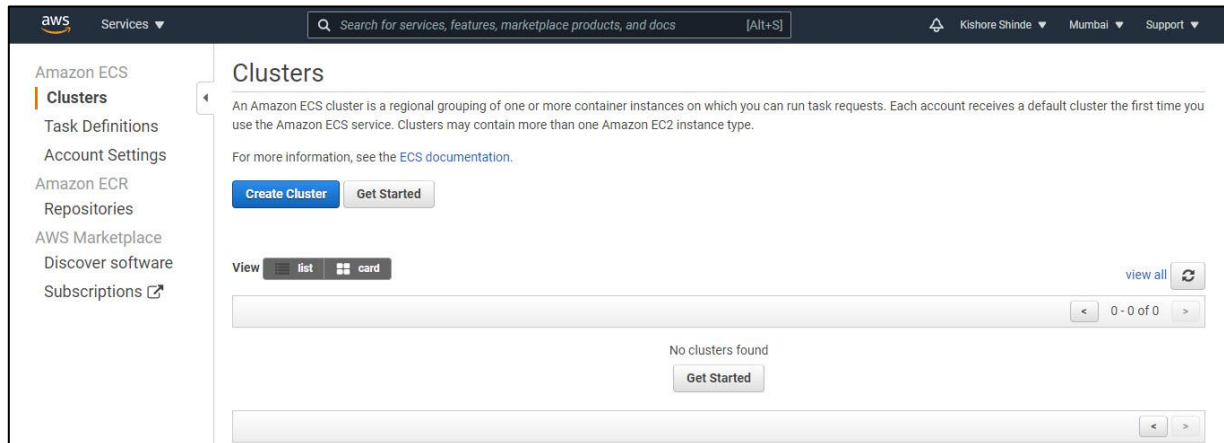 aws Services ▼ Search for services, features, marketplace products, and docs [Alt+S] Kishore Shinde ▼ Mumbai ▼ Support ▼
Amazon ECS
Clusters
Task Definitions
Account Settings
Amazon ECR
Repositories
AWS Marketplace
Discover software
Subscriptions
Clusters
An Amazon ECS cluster is a regional grouping of one or more container instances on which you can run task requests. Each account receives a default cluster the first time you
use the Amazon ECS service. Clusters may contain more than one Amazon EC2 instance type.
For more information, see the ECS documentation.
Create Cluster Get Started
View list card
view all
< 0 - 0 of 0 >
No clusters found
Get Started
< >